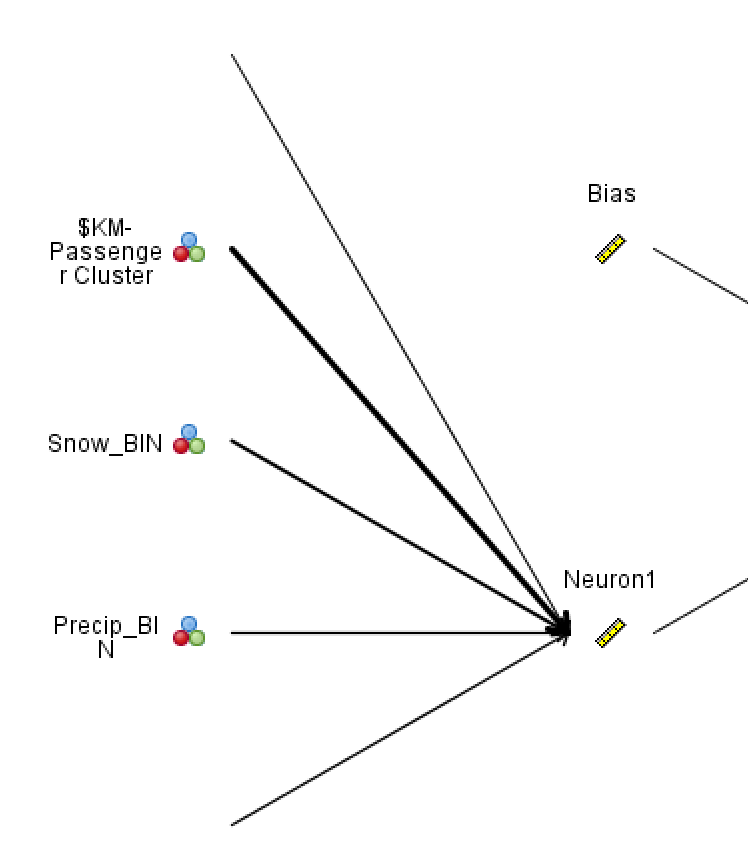 Bias
$KM-
Passenge
r Cluster
Snow_BIN
Neuron1
Precip_BI
N